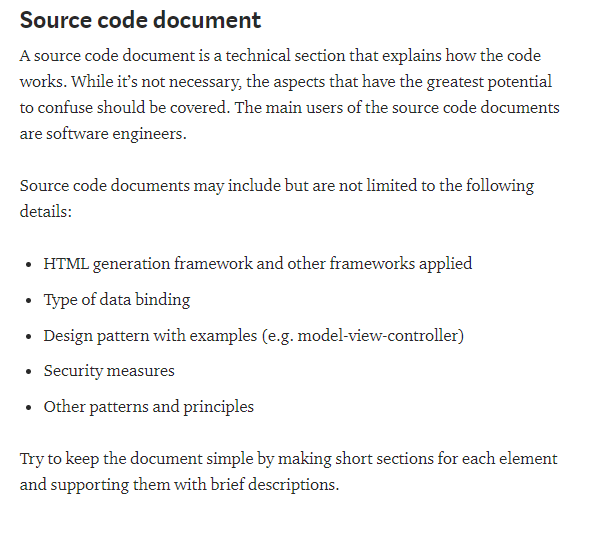 Source code document
A source code document is a technical section that explains how the code
works. While it’s not necessary, the aspects that have the greatest potential
to confuse should be covered. The main users of the source code documents
are software engineers.
Source code documents may include but are not limited to the following
details:
• HTML generation framework and other frameworks applied
• Type of data binding
• Design pattern with examples (e.g. model-view-controller)
• Security measures
• Other patterns and principles
Try to keep the document simple by making short sections for each element
and supporting them with brief descriptions.